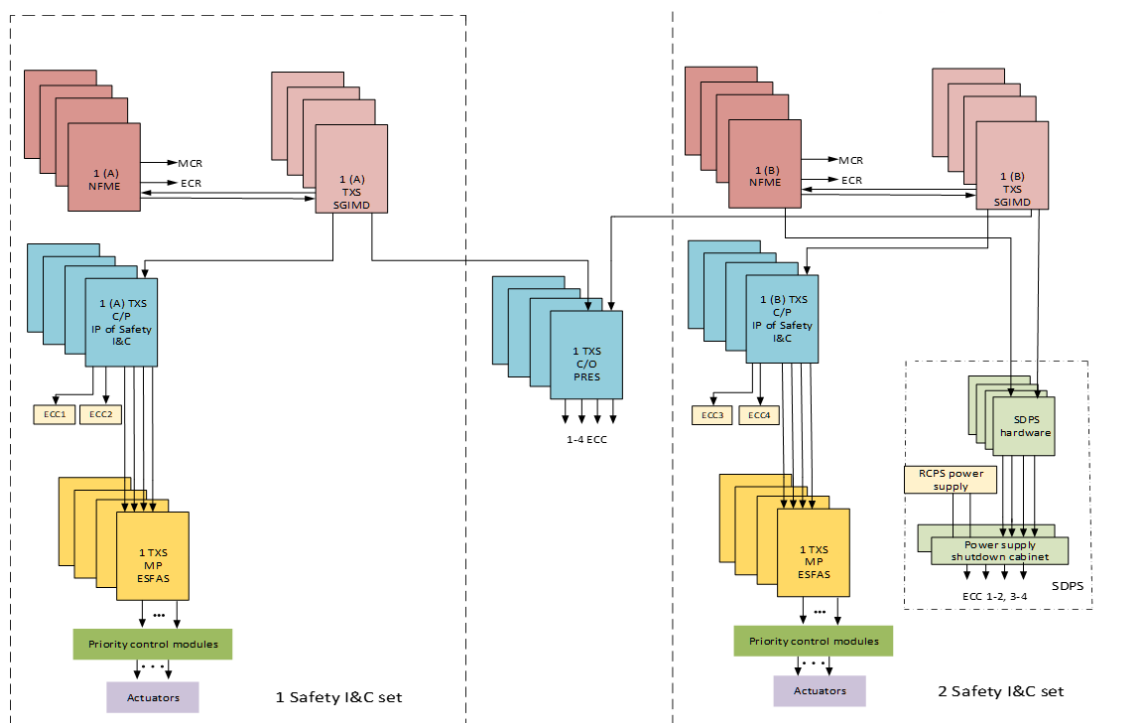 1 (A)
NFME
MCR
ECR
1 (A)
TXS
SGIMD
1 (B)
NFME
MCR
ECR
1 (B)
TXS
SGIMD
1 (A) TXS
C/P
IP of Safety
I&C
ECC1
ECC2
1 TXS
C/O
PRES
1-4 ECC
1 (B) TXS
C/P
IP of Safety
I&C
ECC3
ECC4
SDPS
hardware
RCPS power
supply
Power supply
shutdown cabinet
ECC 1-2, 3-4
SDPS
1 TXS
MP
ESFAS
...
Priority control modules
...
Actuators
1 Safety I&C set
1 TXS
MP
ESFAS
...
Priority control modules
...
Actuators
2 Safety I&C set